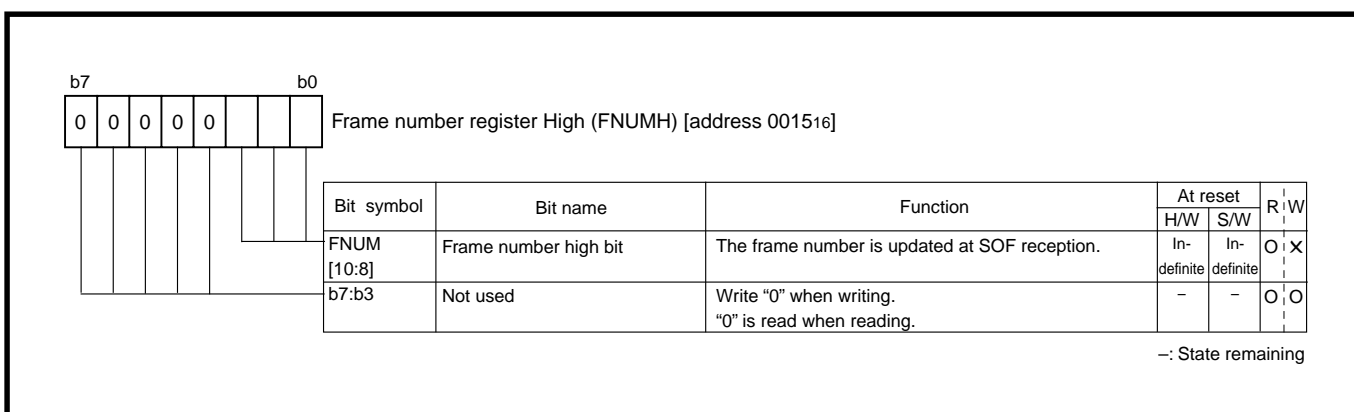 b7 b0
0 0 0 0 0
Frame number register High (FNUMH) [address 001516]
Bit symbol Bit name Function At reset R W
H/W S/W
FNUM Frame number high bit The frame number is updated at SOF reception. In- In- O ×
[10:8] definite definite
b7:b3 Not used Write “0” when writing. – – O O
“0” is read when reading.
–: State remaining